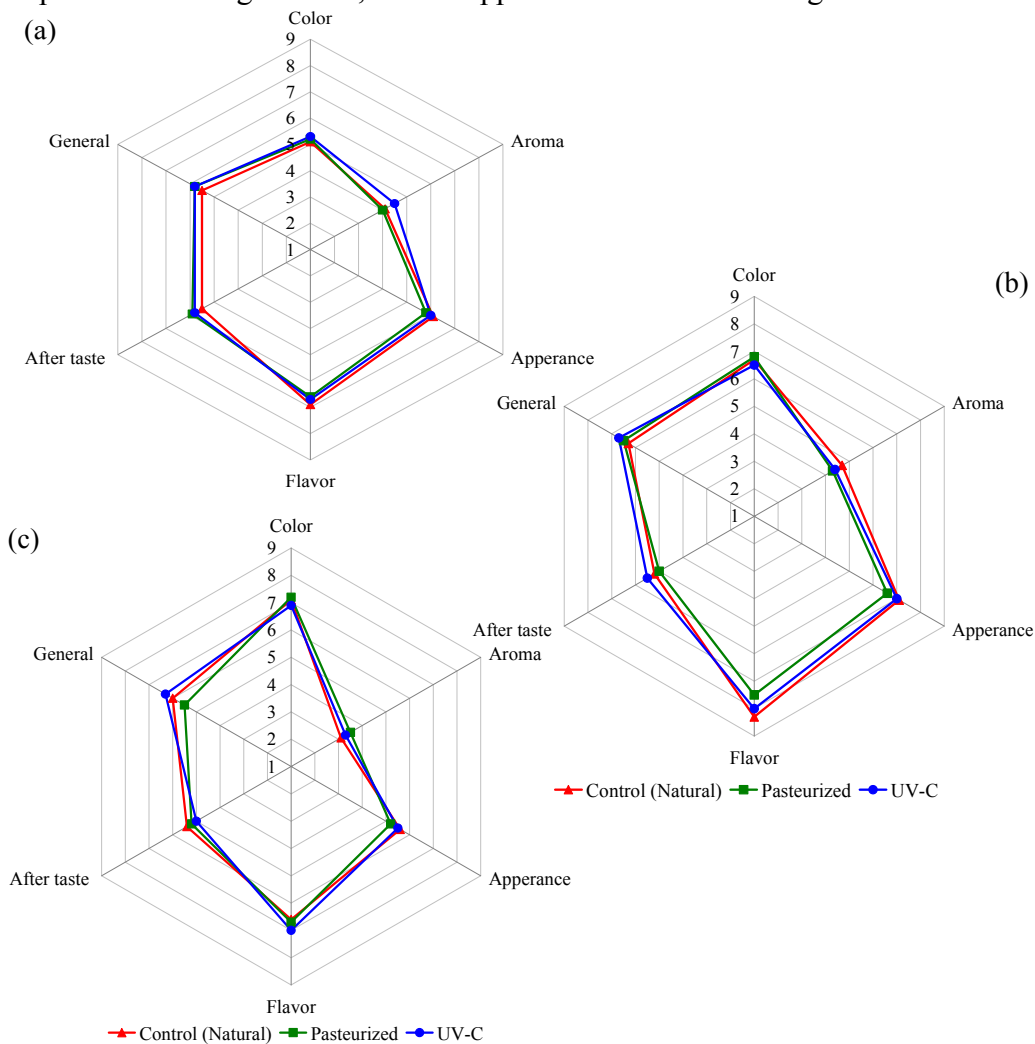 (a)
Color
9
8
7
6
5
4
3
2
1
General
Aroma
After taste
Apperance
Flavor
(b)
Color
9
8
7
6
5
4
3
2
1
General
Aroma
After taste
Apperance
Flavor
Control (Natural) Pasteurized UV-C
(c)
Color
9
8
7
6
5
4
3
2
1
General
Aroma
After taste
Apperance
Flavor
Control (Natural) Pasteurized UV-C